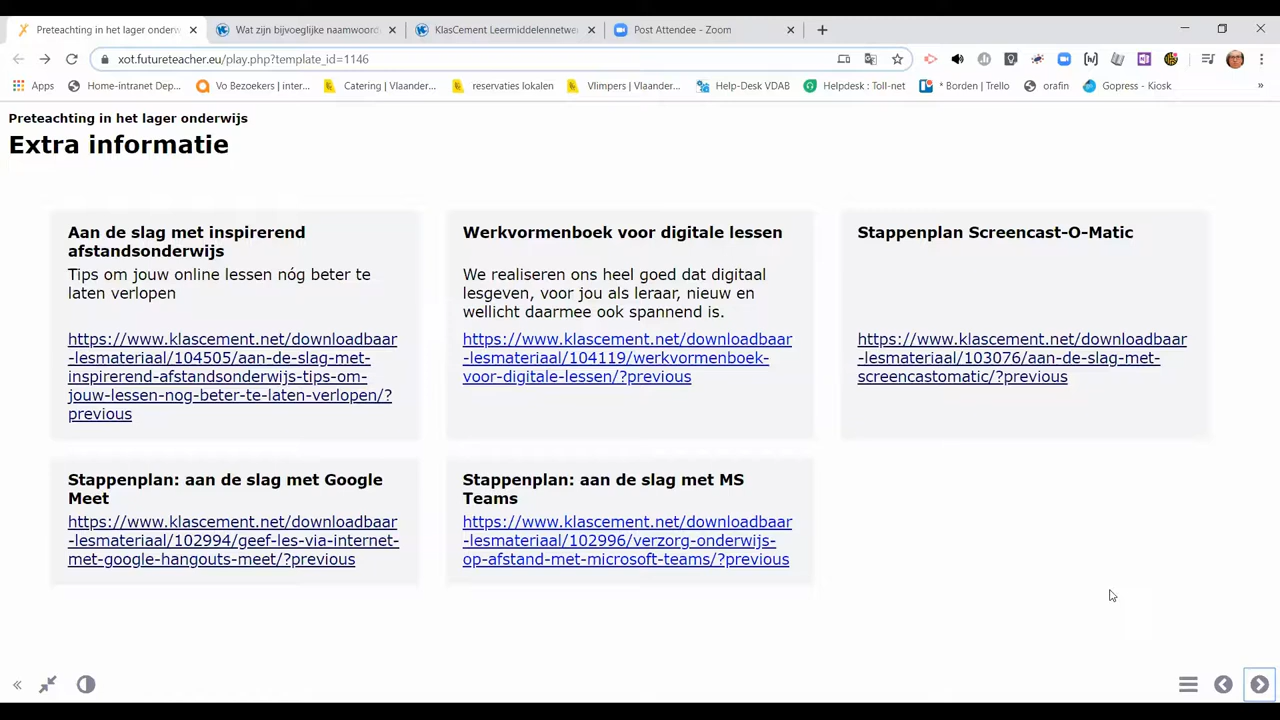 Preteachting in het lager onderw
Wat zijn bijvoeglijke naamwoord
KlasCement Leermiddelennetwe
Post Attendee - Zoom
xot.futureteacher.eu/play.php?template_id=1146
Apps
Home-intranet Dep...
Vo Bezoekers | inter...
Catering | Vlaander...
reservaties lokalen
Vlimpers | Vlaander...
Help-Desk VDAB
Helpdesk : Toll-net
* Borden | Trello
orafin
Gopress - Kiosk
»
Preteachting in het lager onderwijs
Extra informatie
Aan de slag met inspirerend
afstandsonderwijs
Tips om jouw online lessen nóg beter te
laten verlopen
https://www.klascement.net/downloadbaar
-lesmateriaal/104505/aan-de-slag-met-
inspirerend-afstandsonderwijs-tips-om-
jouw-lessen-nog-beter-te-laten-verlopen/?
previous
Werkvormenboek voor digitale lessen
We realiseren ons heel goed dat digitaal
lesgeven, voor jou als leraar, nieuw en
wellicht daarmee ook spannend is.
https://www.klascement.net/downloadbaar
-lesmateriaal/104119/werkvormenboek-
voor-digitale-lessen/?previous
Stappenplan Screencast-O-Matic
https://www.klascement.net/downloadbaar
-lesmateriaal/103076/aan-de-slag-met-
screencastomatic/?previous
Stappenplan: aan de slag met Google
Meet
https://www.klascement.net/downloadbaar
-lesmateriaal/102994/geef-les-via-internet-
met-google-hangouts-meet/?previous
Stappenplan: aan de slag met MS
Teams
https://www.klascement.net/downloadbaar
-lesmateriaal/102996/verzorg-onderwijs-
op-afstand-met-microsoft-teams/?previous